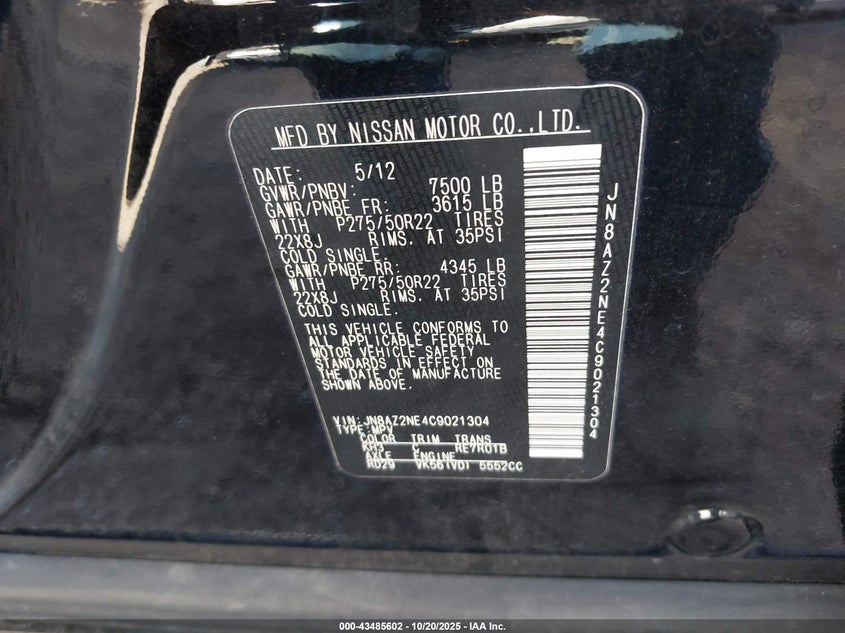 MFD BY NISSAN MOTOR CO.,LTD.
DATE: 5/12
GVWR/PNBV: 7500 LB
GAWR/PNBE FR: 3615 LB
WITH P275/50R22 TIRES
22X8J RIMS. AT 35PSI
COLD SINGLE.
GAWR/PNBE RR: 4345 LB
WITH P275/50R22 TIRES
22X8J RIMS. AT 35PSI
COLD SINGLE.
THIS VEHICLE CONFORMS TO
ALL APPLICABLE FEDERAL
MOTOR VEHICLE SAFETY
STANDARDS IN EFFECT ON
THE DATE OF MANUFACTURE
SHOWN ABOVE.
VIN: JN8AZ2NE4C9021304
TYPE: MPV
COLOR TRIM TRANS
KH3 C RE7R01B
AXLE ENGINE
RD29 VK56(VD) 5552CC
JN8AZ2NE4C9021304
000-43485602 - 10/20/2025 - IAA Inc.